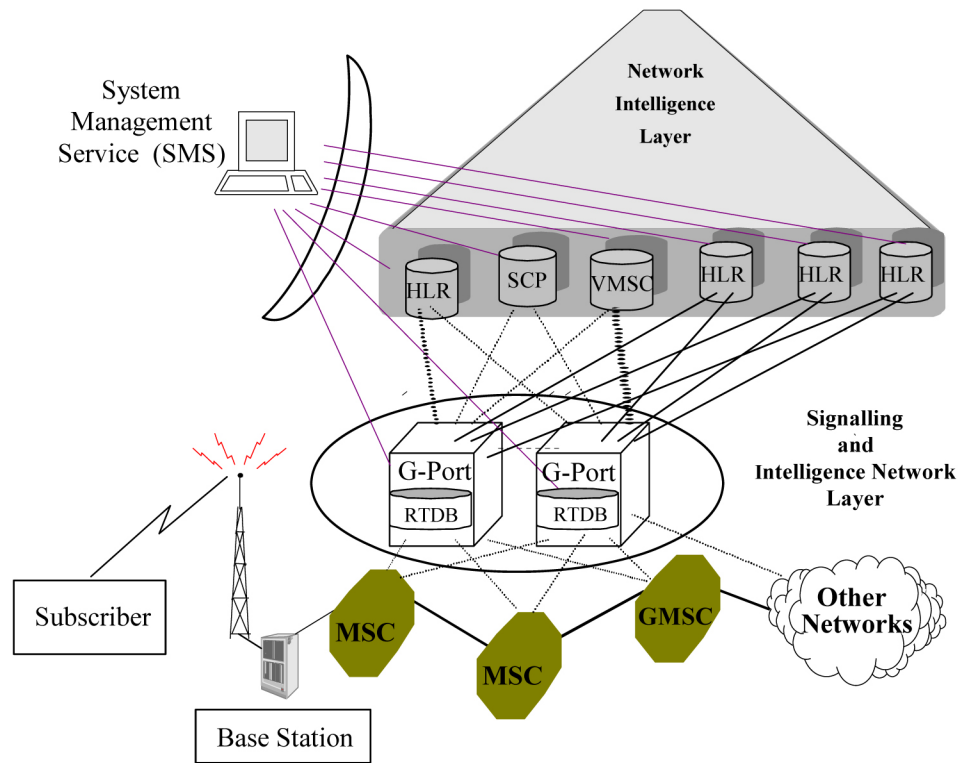 System
Management
Service (SMS)
Network
Intelligence
Layer
HLR
SCP
VMSC
HLR
HLR
HLR
Signalling
and
Intelligence Network
Layer
G-Port
RTDB
G-Port
RTDB
Subscriber
MSC
MSC
GMSC
Other
Networks
Base Station